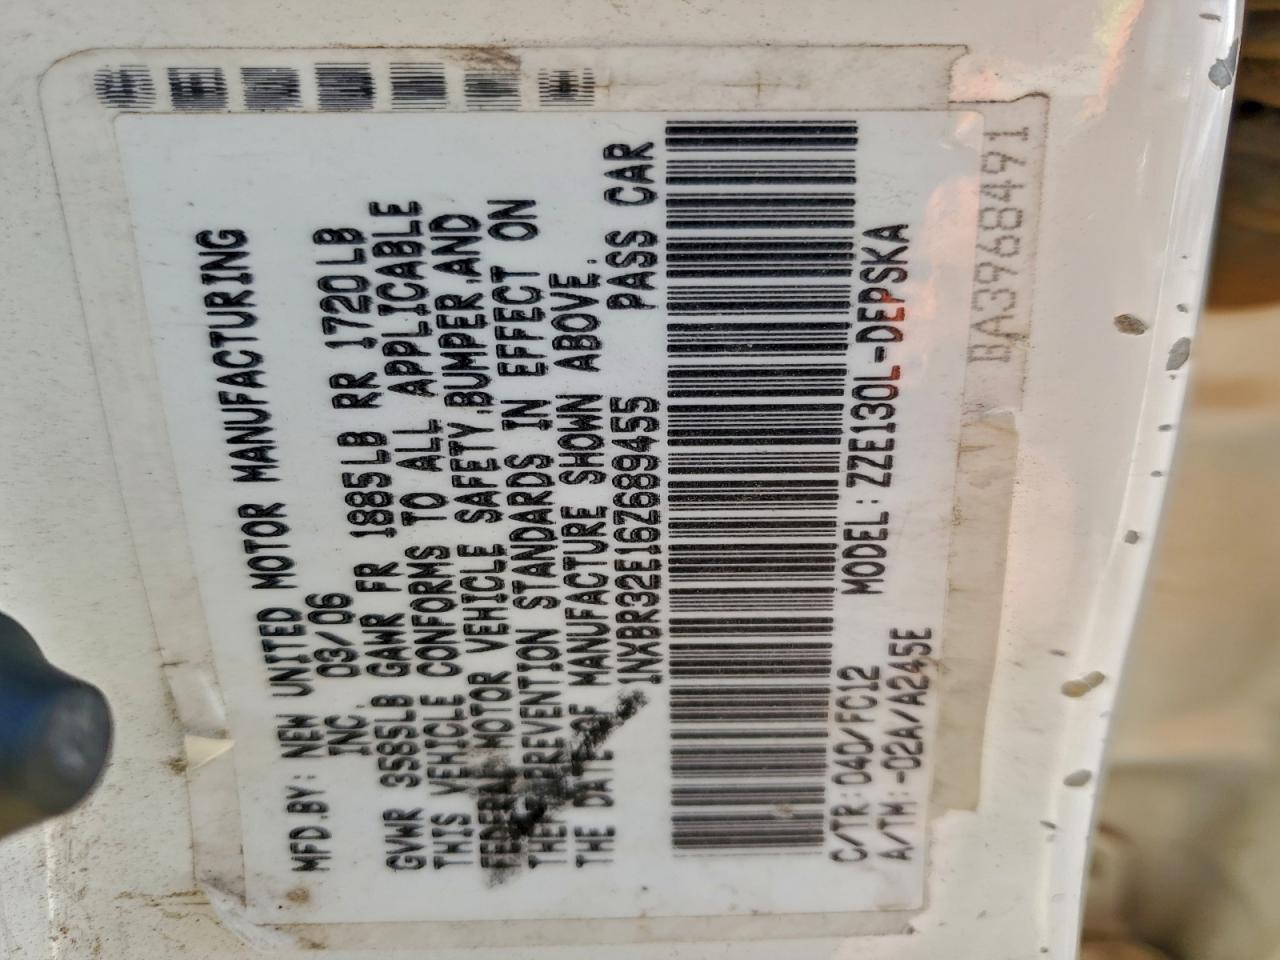 MFD.BY: NEW UNITED MOTOR MANUFACTURING
INC. 03/06
GVWR 3585LB GAWR FR 1885LB RR 1720LB
THIS VEHICLE CONFORMS TO ALL APPLICABLE
FEDERAL MOTOR VEHICLE SAFETY,BUMPER,AND
THEFT PREVENTION STANDARDS IN EFFECT ON
THE DATE OF MANUFACTURE SHOWN ABOVE.
1NXBR32E16Z689455 PASS CAR
C/TR:040/FC12 MODEL:ZZE130L-DEPSKA
A/TM:-02A/A245E
BA3968491